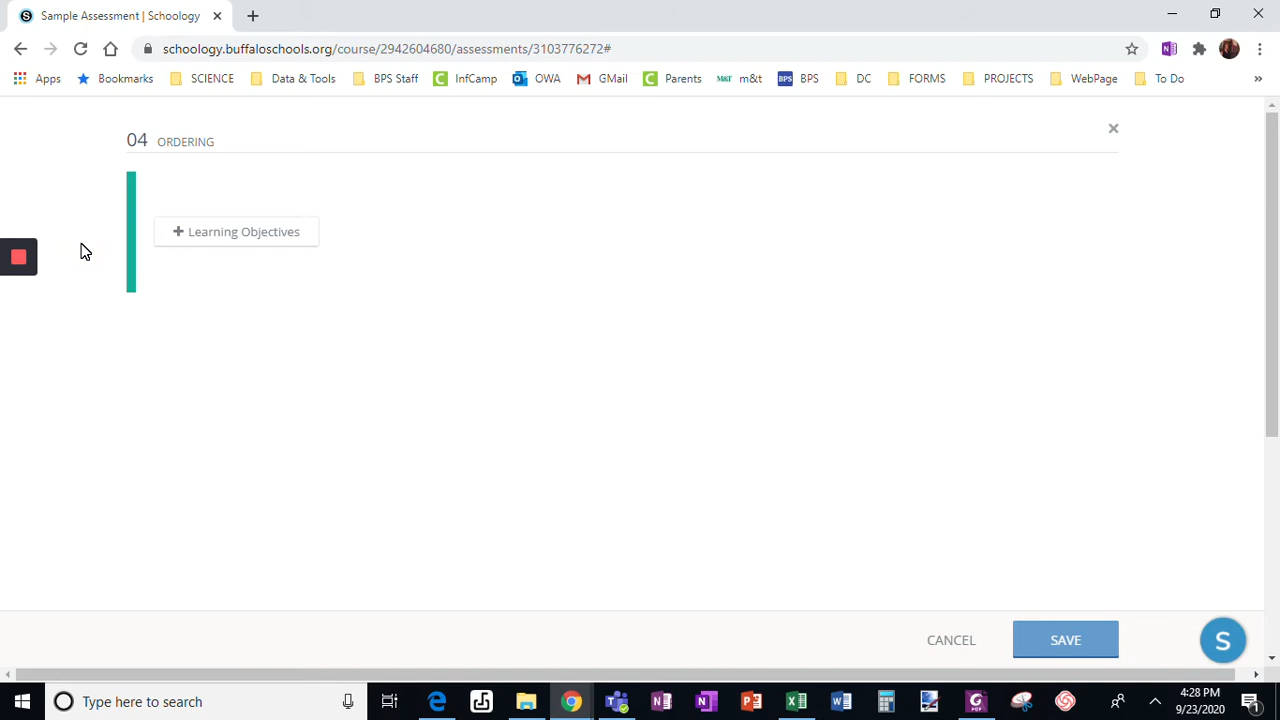 Sample Assessment | Schoology
schoology.buffaloschools.org/course/2942604680/assessments/3103776272#
Apps Bookmarks SCIENCE Data & Tools BPS Staff InfCamp OWA GMail Parents M&T m&t BPS BPS DC FORMS PROJECTS WebPage To Do »
04 ORDERING
+ Learning Objectives
CANCEL SAVE S
Type here to search
4:28 PM
9/23/2020